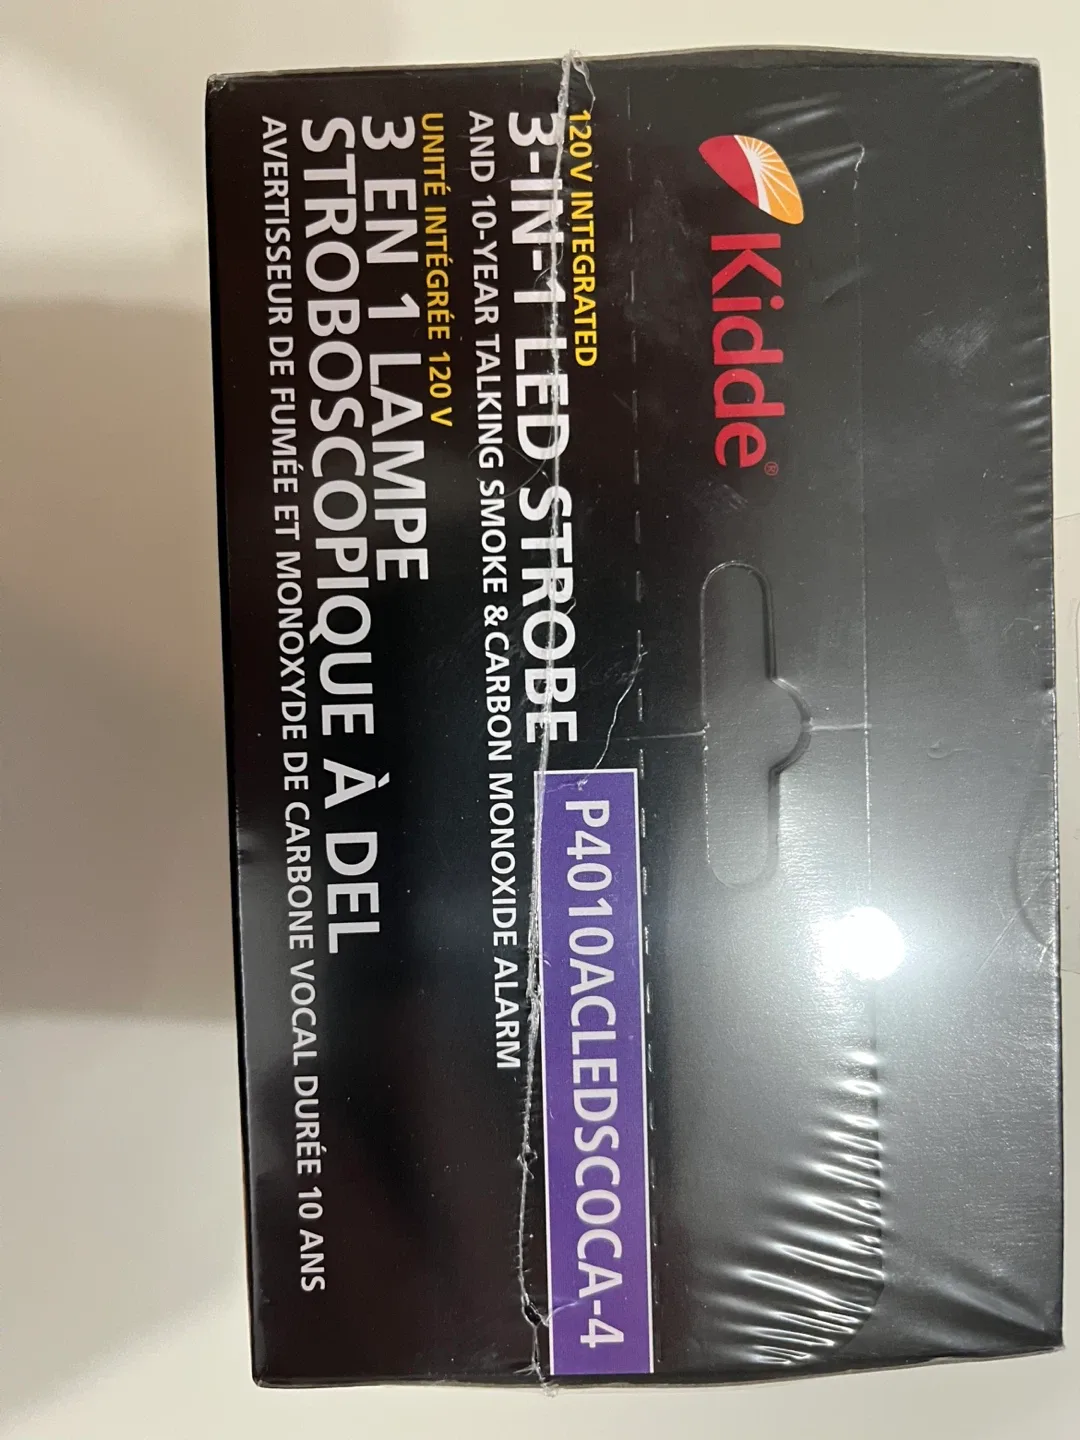 Kidde®
120 V INTEGRATED
3-IN-1 LED STROBE
AND 10-YEAR TALKING SMOKE & CARBON MONOXIDE ALARM
P4010ACLEDSCOCA-4
UNITÉ INTÉGRÉE 120 V
3 EN 1 LAMPE
STROBOSCOPIQUE À DEL
AVERTISSEUR DE FUMÉE ET MONOXYDE DE CARBONE VOCAL DURÉE 10 ANS